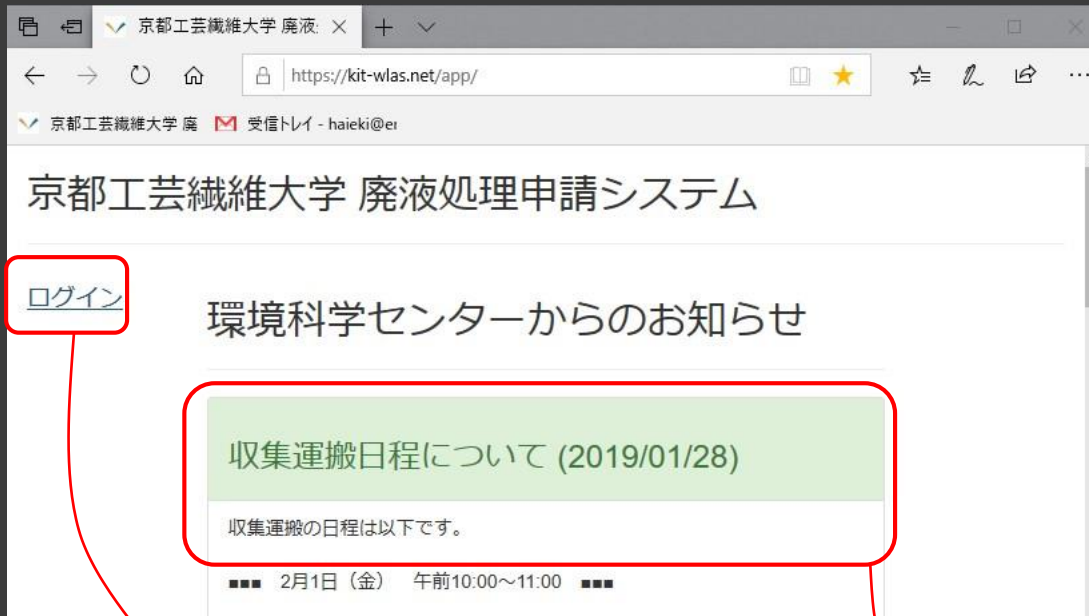 京都工芸繊維大学 廃液
https://kit-wlas.net/app/
京都工芸繊維大学 廃
受信トレイ - haieki@er
京都工芸繊維大学 廃液処理申請システム
ログイン
環境科学センターからのお知らせ
収集運搬日程について (2019/01/28)
収集運搬の日程は以下です。
■■■ 2月1日（金） 午前10:00～11:00 ■■■